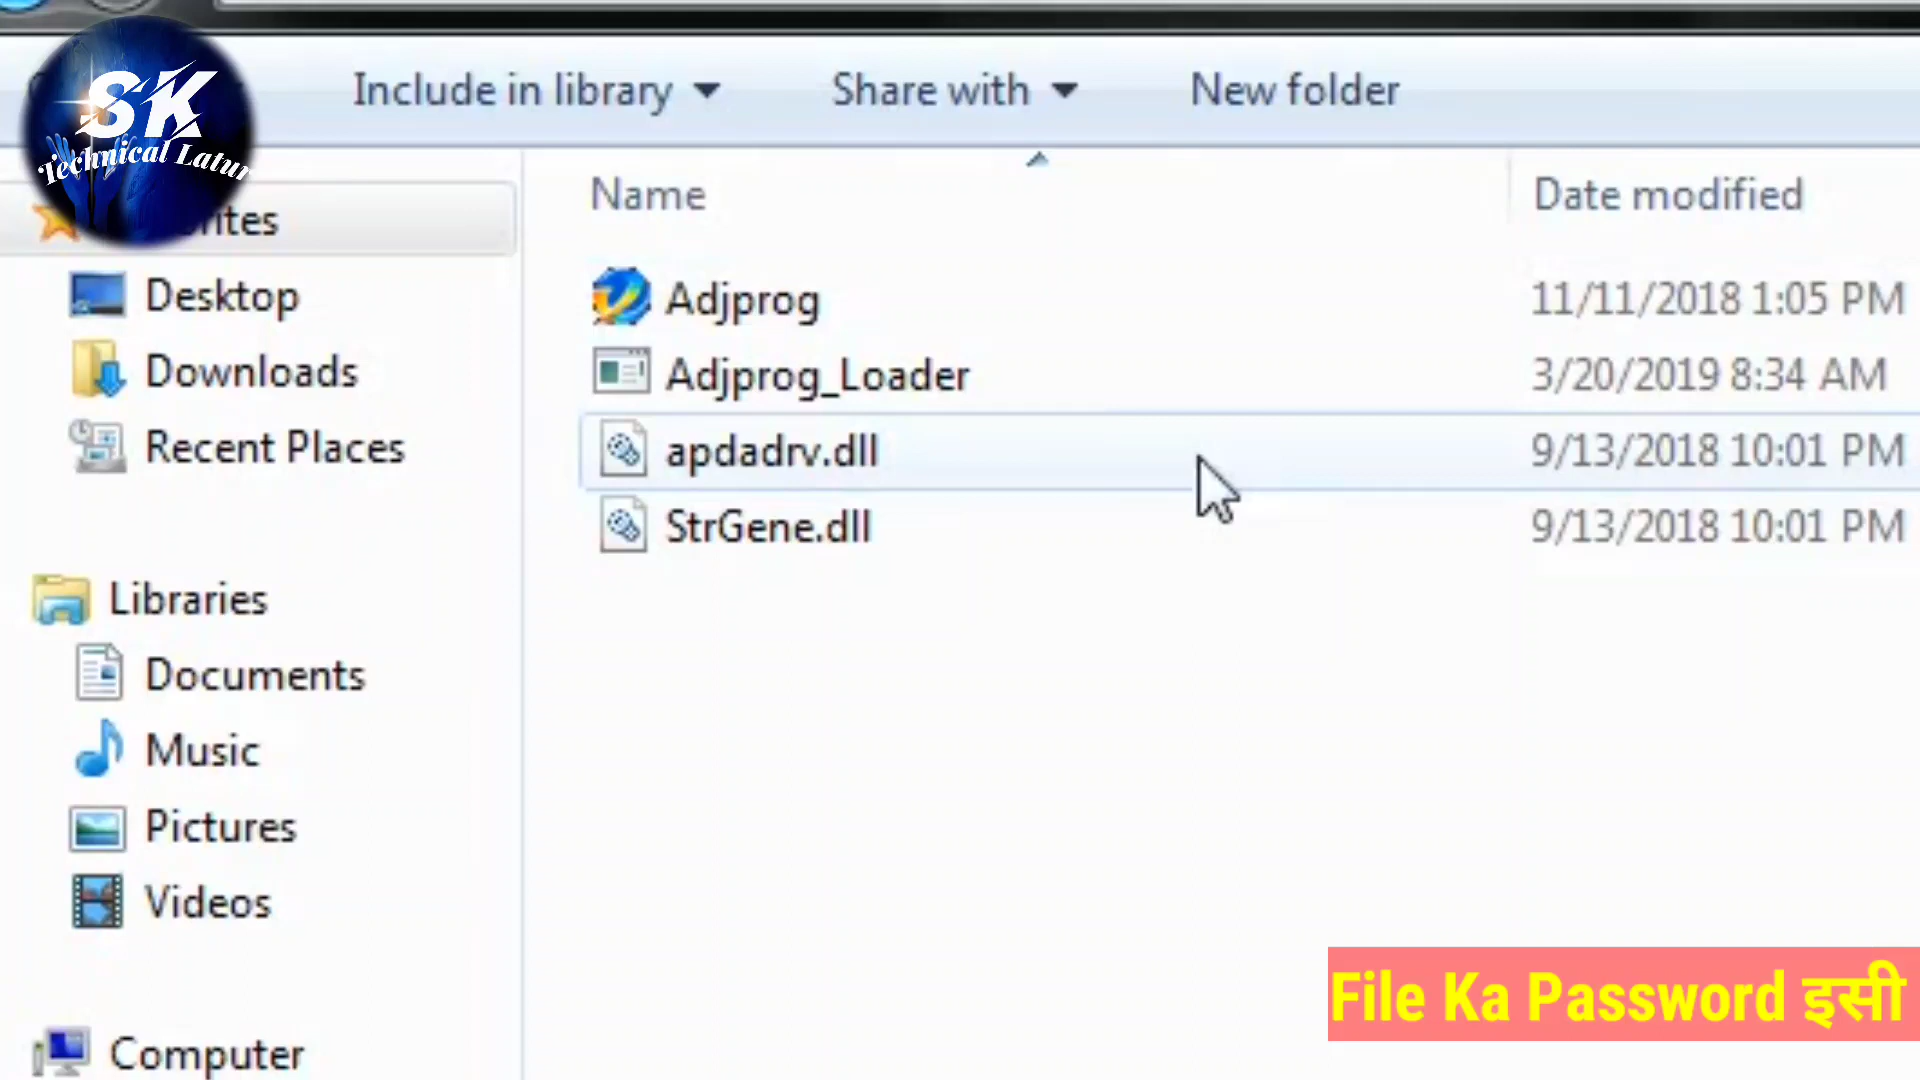 Include in library
Share with
New folder
SK
Technical Latur
Name
Date modified
rites
Desktop
Downloads
Recent Places
Libraries
Documents
Music
Pictures
Videos
Computer
Adjprog
11/11/2018 1:05 PM
Adjprog_Loader
3/20/2019 8:34 AM
apdadrv.dll
9/13/2018 10:01 PM
StrGene.dll
9/13/2018 10:01 PM
File Ka Password इसी